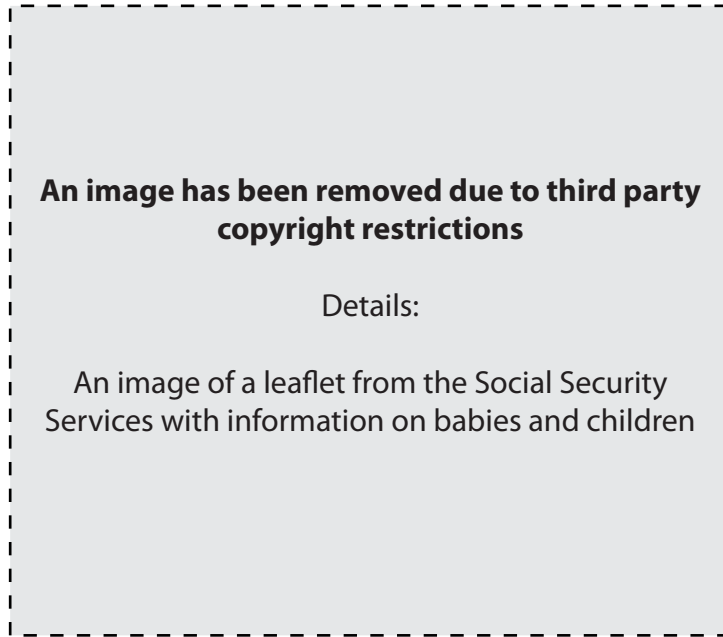 An image has been removed due to third party
copyright restrictions
Details:
An image of a leaflet from the Social Security
Services with information on babies and children